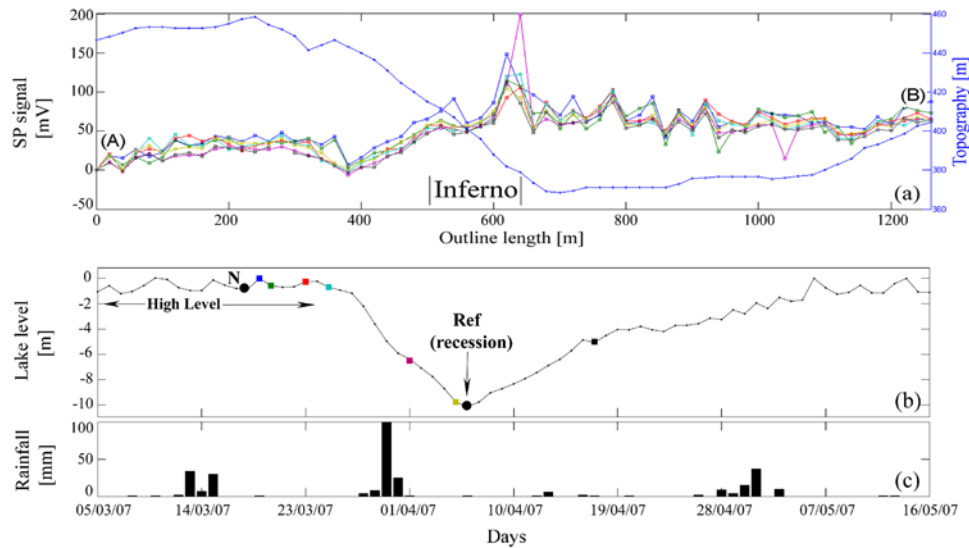 200
150
100
50
0
-50
SP signal
[mV]
460
440
420
400
380
360
Topography [m]
(A)
(B)
Inferno
(a)
0
200
400
600
800
1000
1200
Outline length [m]
0
-2
-4
-6
-8
-10
Lake level
[m]
N
High Level
Ref
(recession)
(b)
100
50
0
Rainfall
[mm]
(c)
05/03/07
14/03/07
23/03/07
01/04/07
10/04/07
19/04/07
28/04/07
07/05/07
16/05/07
Days